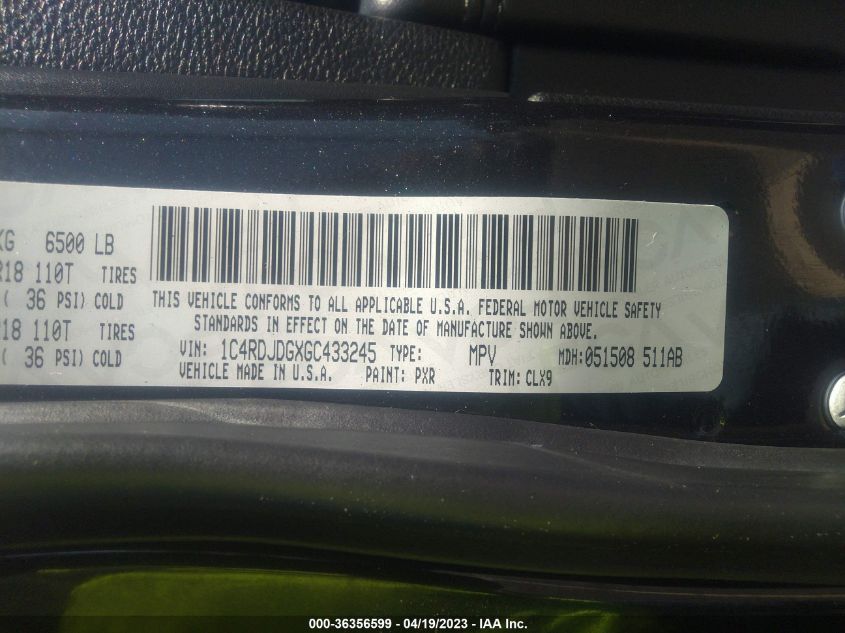 KG 6500 LB
R18 110T TIRES
( 36 PSI) COLD
R18 110T TIRES
( 36 PSI) COLD
THIS VEHICLE CONFORMS TO ALL APPLICABLE U.S.A. FEDERAL MOTOR VEHICLE SAFETY
STANDARDS IN EFFECT ON THE DATE OF MANUFACTURE SHOWN ABOVE.
VIN: 1C4RDJDGXGC433245 TYPE: MPV MDH:051508 511AB
VEHICLE MADE IN U.S.A. PAINT: PXR TRIM: CLX9
000-36356599 - 04/19/2023 - IAA Inc.